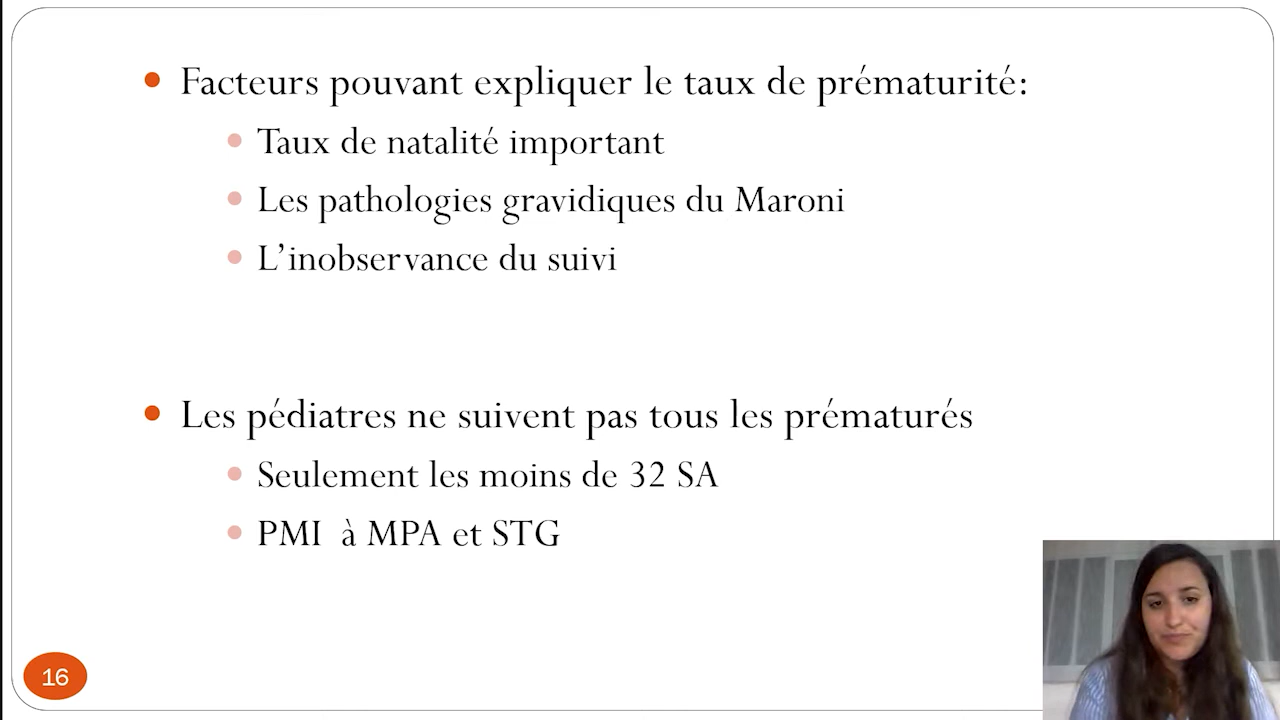 Facteurs pouvant expliquer le taux de prématurité:
Taux de natalité important
Les pathologies gravidiques du Maroni
L’inobservance du suivi
Les pédiatres ne suivent pas tous les prématurés
Seulement les moins de 32 SA
PMI à MPA et STG
16